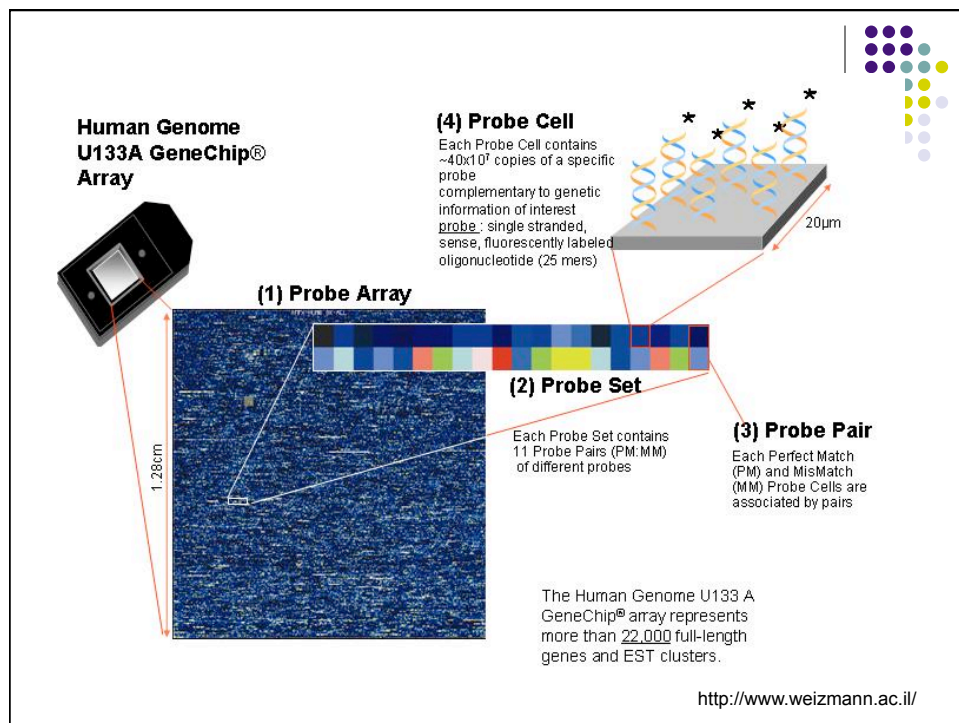 Human Genome
U133A GeneChip®
Array
(4) Probe Cell
Each Probe Cell contains
~40x10⁷ copies of a specific
probe
complementary to genetic
information of interest
probe : single stranded,
sense, fluorescently labeled
oligonucleotide (25 mers)
* * * * * *
20µm
(1) Probe Array
1.28cm
(2) Probe Set
Each Probe Set contains
11 Probe Pairs (PM:MM)
of different probes
(3) Probe Pair
Each Perfect Match
(PM) and MisMatch
(MM) Probe Cells are
associated by pairs
The Human Genome U133 A
GeneChip® array represents
more than 22,000 full-length
genes and EST clusters.
http://www.weizmann.ac.il/